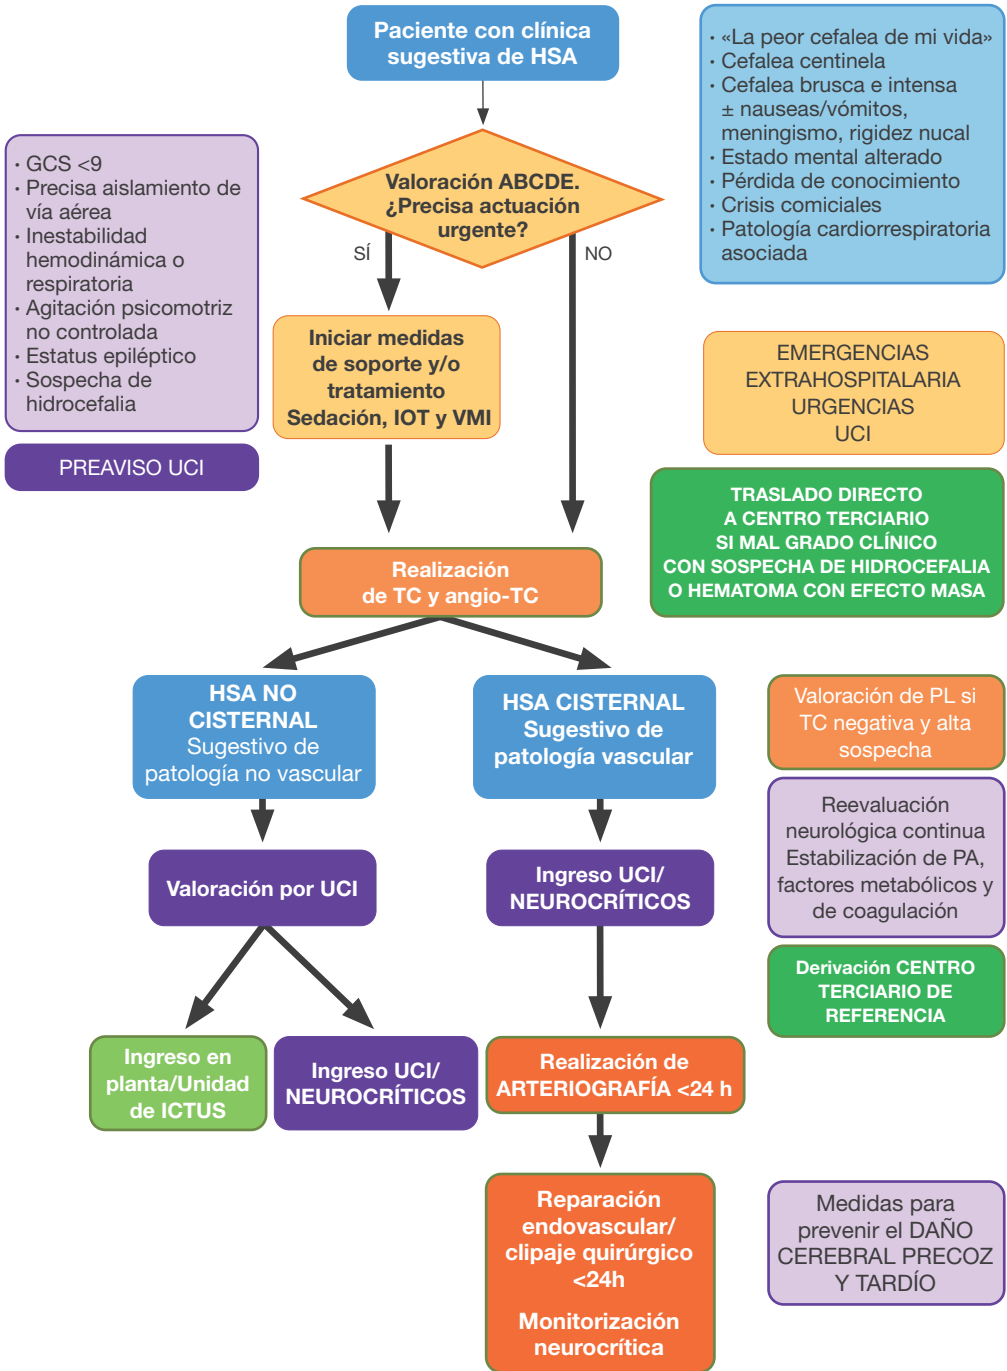 Paciente con clínica
sugestiva de HSA
· «La peor cefalea de mi vida»
· Cefalea centinela
· Cefalea brusca e intensa
± nauseas/vómitos,
meningismo, rigidez nucal
· Estado mental alterado
· Pérdida de conocimiento
· Crisis comiciales
· Patología cardiorrespiratoria
asociada
· GCS <9
· Precisa aislamiento de
vía aérea
· Inestabilidad
hemodinámica o
respiratoria
· Agitación psicomotriz
no controlada
· Estatus epiléptico
· Sospecha de
hidrocefalia
PREAVISO UCI
Valoración ABCDE.
¿Precisa actuación
urgente?
SÍ
NO
Iniciar medidas
de soporte y/o
tratamiento
Sedación, IOT y VMI
EMERGENCIAS
EXTRAHOSPITALARIA
URGENCIAS
UCI
TRASLADO DIRECTO
A CENTRO TERCIARIO
SI MAL GRADO CLÍNICO
CON SOSPECHA DE HIDROCEFALIA
O HEMATOMA CON EFECTO MASA
Realización
de TC y angio-TC
HSA NO
CISTERNAL
Sugestivo de
patología no vascular
HSA CISTERNAL
Sugestivo de
patología vascular
Valoración de PL si
TC negativa y alta
sospecha
Reevaluación
neurológica continua
Estabilización de PA,
factores metabólicos y
de coagulación
Valoración por UCI
Ingreso UCI/
NEUROCRÍTICOS
Derivación CENTRO
TERCIARIO DE
REFERENCIA
Ingreso en
planta/Unidad
de ICTUS
Ingreso UCI/
NEUROCRÍTICOS
Realización de
ARTERIOGRAFÍA <24 h
Reparación
endovascular/
clipaje quirúrgico
<24h
Monitorización
neurocrítica
Medidas para
prevenir el DAÑO
CEREBRAL PRECOZ
Y TARDÍO